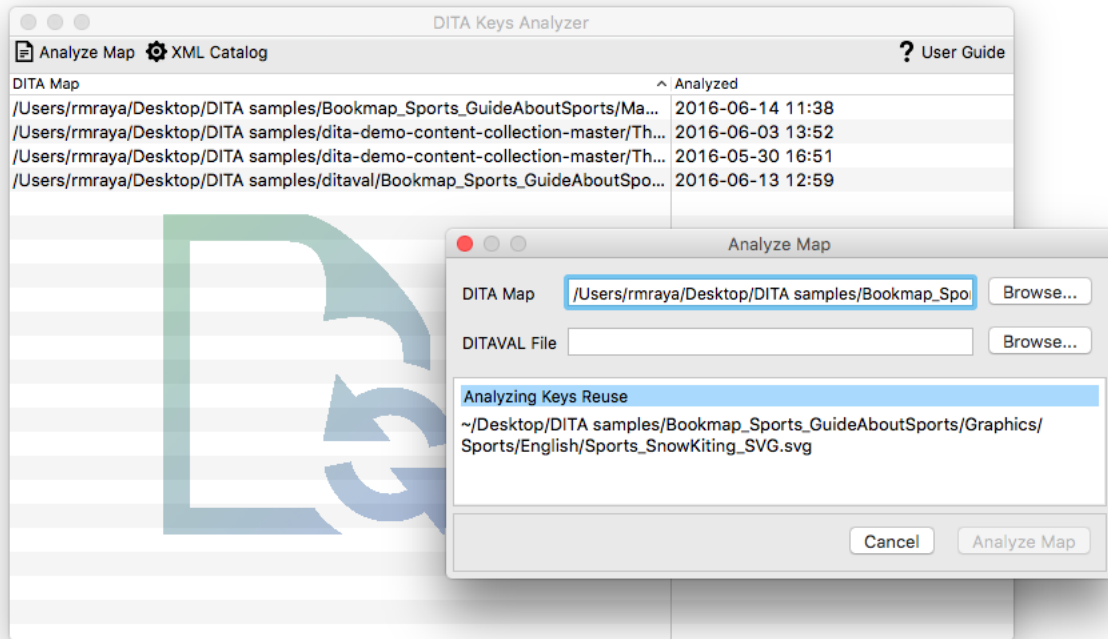 DITA Keys Analyzer
Analyze Map XML Catalog User Guide
DITA Map Analyzed
/Users/rmraya/Desktop/DITA samples/Bookmap_Sports_GuideAboutSports/Ma... 2016-06-14 11:38
/Users/rmraya/Desktop/DITA samples/dita-demo-content-collection-master/Th... 2016-06-03 13:52
/Users/rmraya/Desktop/DITA samples/dita-demo-content-collection-master/Th... 2016-05-30 16:51
/Users/rmraya/Desktop/DITA samples/ditaval/Bookmap_Sports_GuideAboutSpo... 2016-06-13 12:59
Analyze Map
DITA Map /Users/rmraya/Desktop/DITA samples/Bookmap_Spo Browse...
DITAVAL File Browse...
Analyzing Keys Reuse
~/Desktop/DITA samples/Bookmap_Sports_GuideAboutSports/Graphics/
Sports/English/Sports_SnowKiting_SVG.svg
Cancel Analyze Map